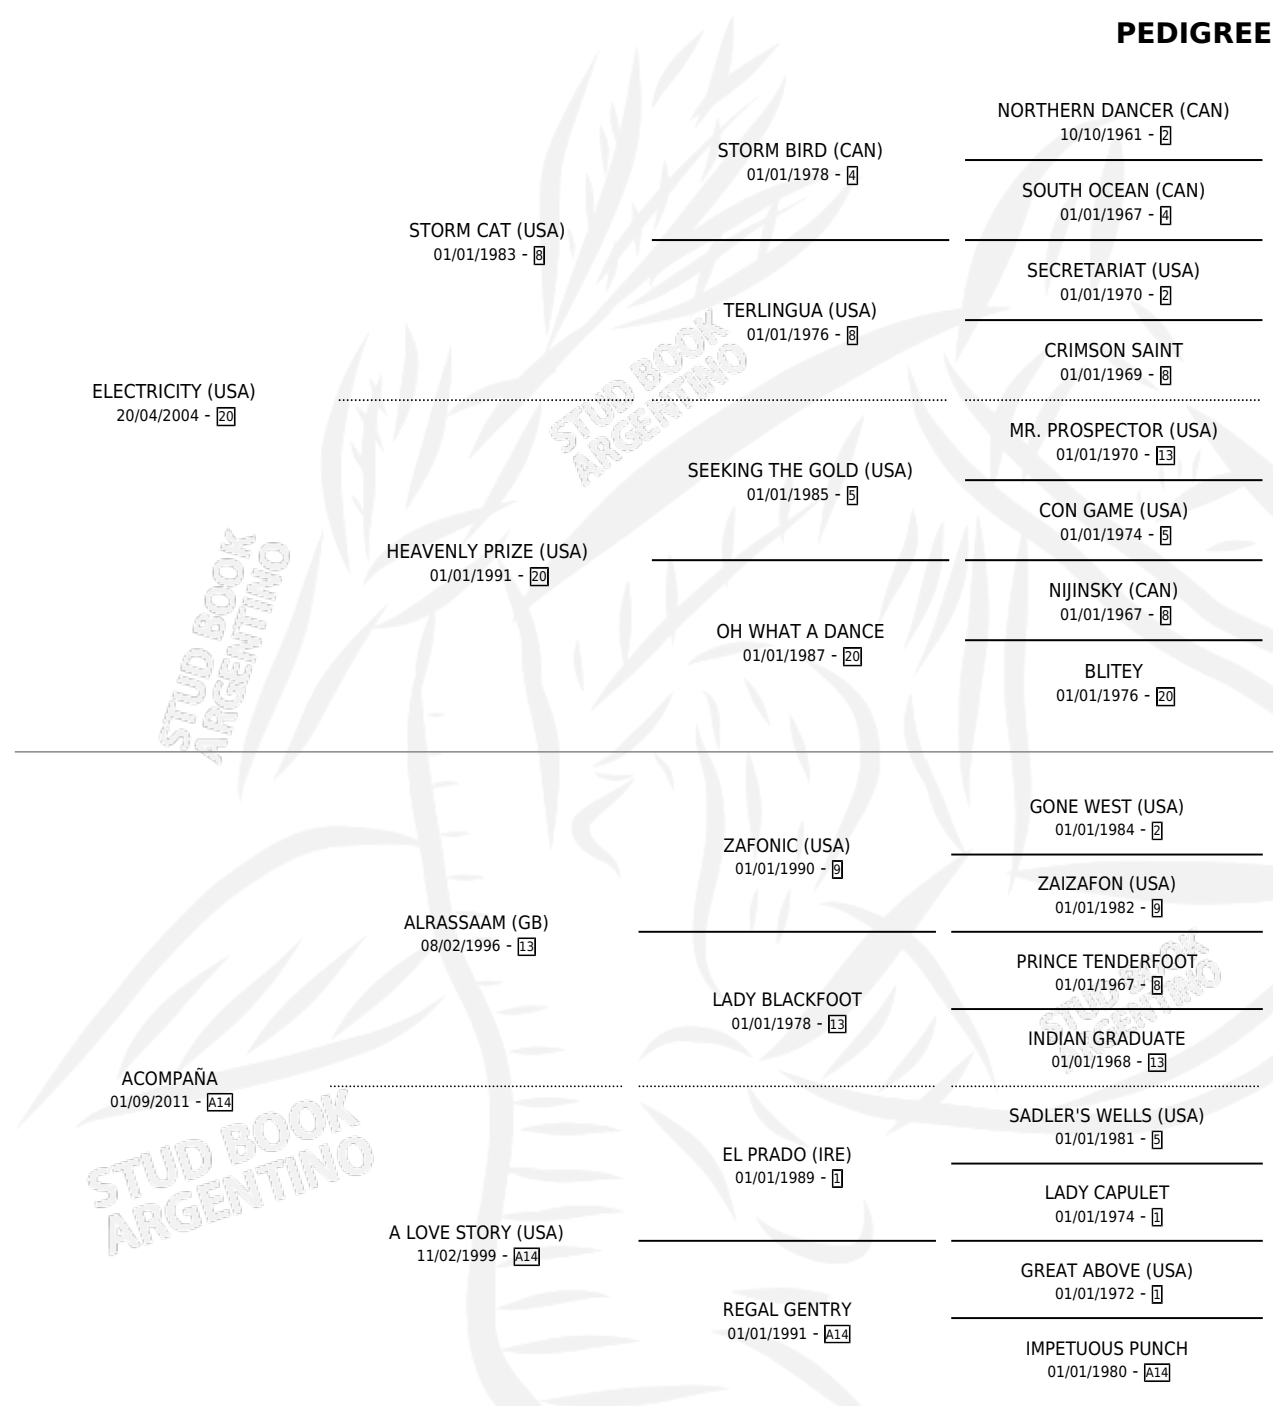 PEDIGREE
NORTHERN DANCER (CAN)
10/10/1961 - 2
STORM BIRD (CAN)
01/01/1978 - 4
SOUTH OCEAN (CAN)
01/01/1967 - 4
STORM CAT (USA)
01/01/1983 - 8
SECRETARIAT (USA)
01/01/1970 - 2
TERLINGUA (USA)
01/01/1976 - 8
CRIMSON SAINT
01/01/1969 - 8
ELECTRICITY (USA)
20/04/2004 - 20
MR. PROSPECTOR (USA)
01/01/1970 - 13
SEEKING THE GOLD (USA)
01/01/1985 - 5
CON GAME (USA)
01/01/1974 - 5
HEAVENLY PRIZE (USA)
01/01/1991 - 20
NIJINSKY (CAN)
01/01/1967 - 8
OH WHAT A DANCE
01/01/1987 - 20
BLITEY
01/01/1976 - 20
GONE WEST (USA)
01/01/1984 - 2
ZAFONIC (USA)
01/01/1990 - 9
ZAIZAFON (USA)
01/01/1982 - 9
ALRASSAAM (GB)
08/02/1996 - 13
PRINCE TENDERFOOT
01/01/1967 - 8
LADY BLACKFOOT
01/01/1978 - 13
INDIAN GRADUATE
01/01/1968 - 13
ACOMPAÑA
01/09/2011 - A14
SADLER'S WELLS (USA)
01/01/1981 - 5
EL PRADO (IRE)
01/01/1989 - 1
LADY CAPULET
01/01/1974 - 1
A LOVE STORY (USA)
11/02/1999 - A14
GREAT ABOVE (USA)
01/01/1972 - 1
REGAL GENTRY
01/01/1991 - A14
IMPETUOUS PUNCH
01/01/1980 - A14
STUD BOOK
ARGENTINO
STUD BOOK
ARGENTINO
STUD BOOK
ARGENTINO
STUD BOOK
ARGENTINO